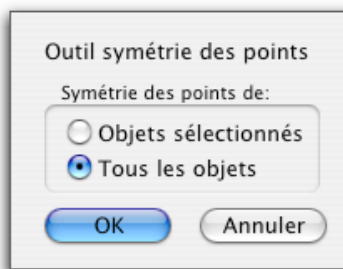 Outil symétrie des points
Symétrie des points de:
Objets sélectionnés
Tous les objets
OK
Annuler